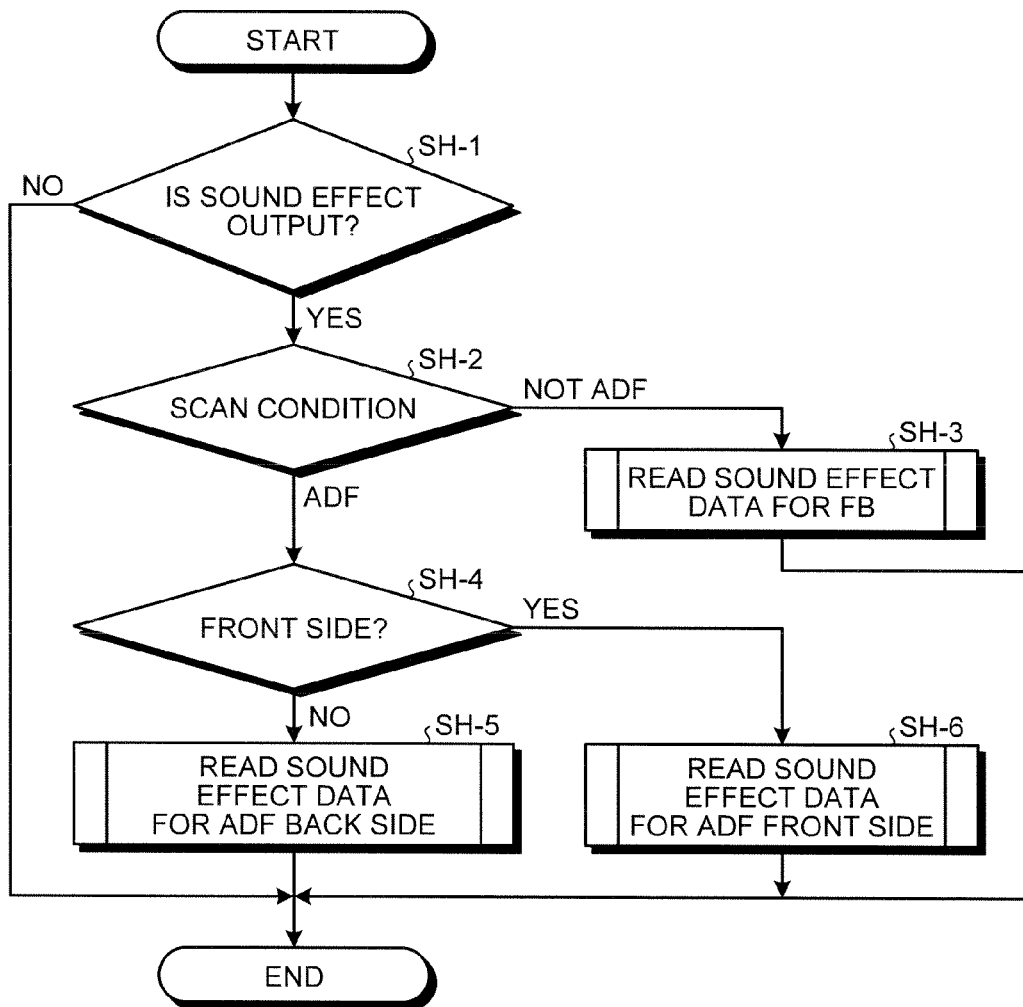 START
SH-1
NO
IS SOUND EFFECT
OUTPUT?
YES
SH-2
SCAN CONDITION
NOT ADF
SH-3
READ SOUND EFFECT
DATA FOR FB
ADF
SH-4
FRONT SIDE?
YES
NO
SH-5
READ SOUND
EFFECT DATA
FOR ADF BACK SIDE
SH-6
READ SOUND
EFFECT DATA
FOR ADF FRONT SIDE
END